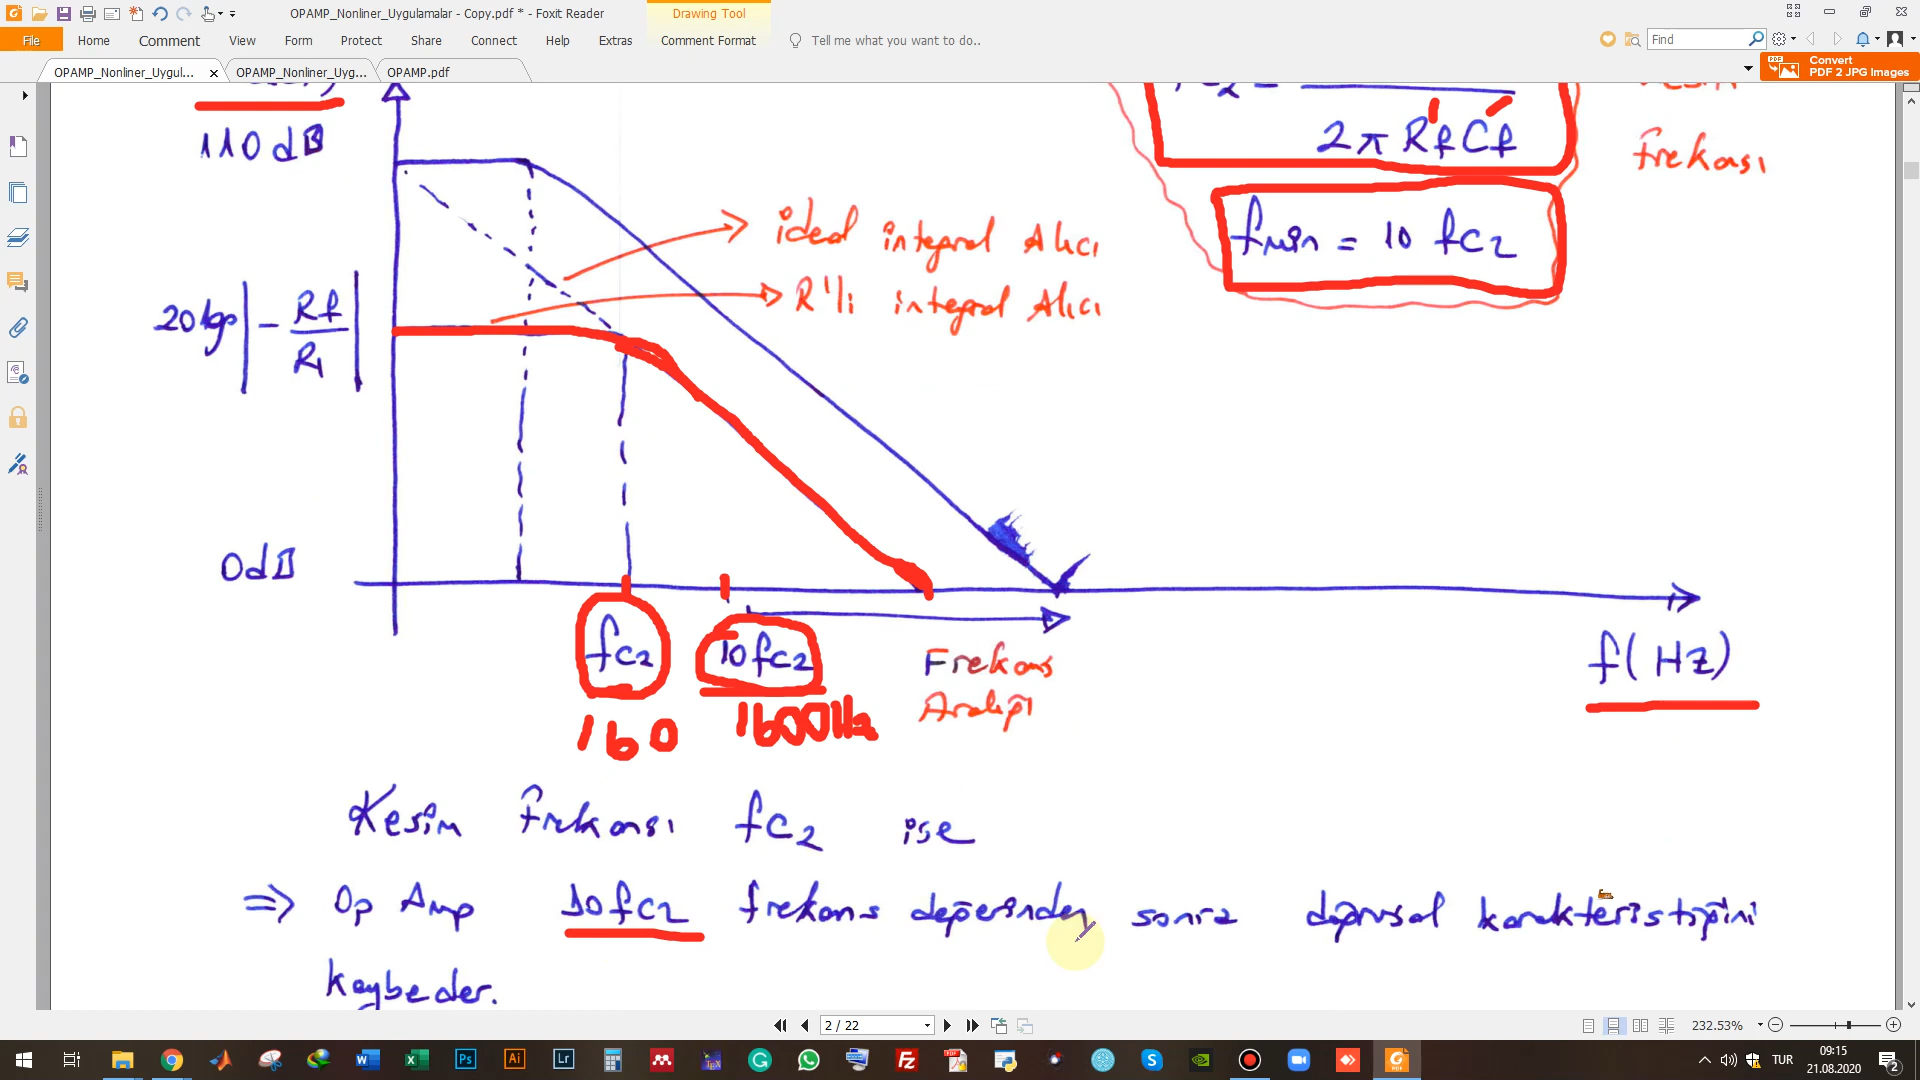 OPAMP_Nonliner_Uygulamalar - Copy.pdf * - Foxit Reader
Drawing Tool
File
Home
Comment
View
Form
Protect
Share
Connect
Help
Extras
Comment Format
Tell me what you want to do..
Find
OPAMP_Nonliner_Uygul...
OPAMP_Nonliner_Uyg...
OPAMP.pdf
Convert
PDF 2 JPG Images
110 dB
2π Rf Cf
Frekası
fmin = 10 fc2
ideal integral Alıcı
R'li integral Alıcı
20log |- Rf/R1|
0dB
fc2
10fc2
160
1600Hz
Frekans
Aralığı
f(Hz)
Kesim Frekansı fc2 ise
=> Op Amp 10fc2 frekans değerinden sonra doğrusal karakteristiğini
kaybeder.
2 / 22
232.53%
TUR
09:15
21.08.2020
2